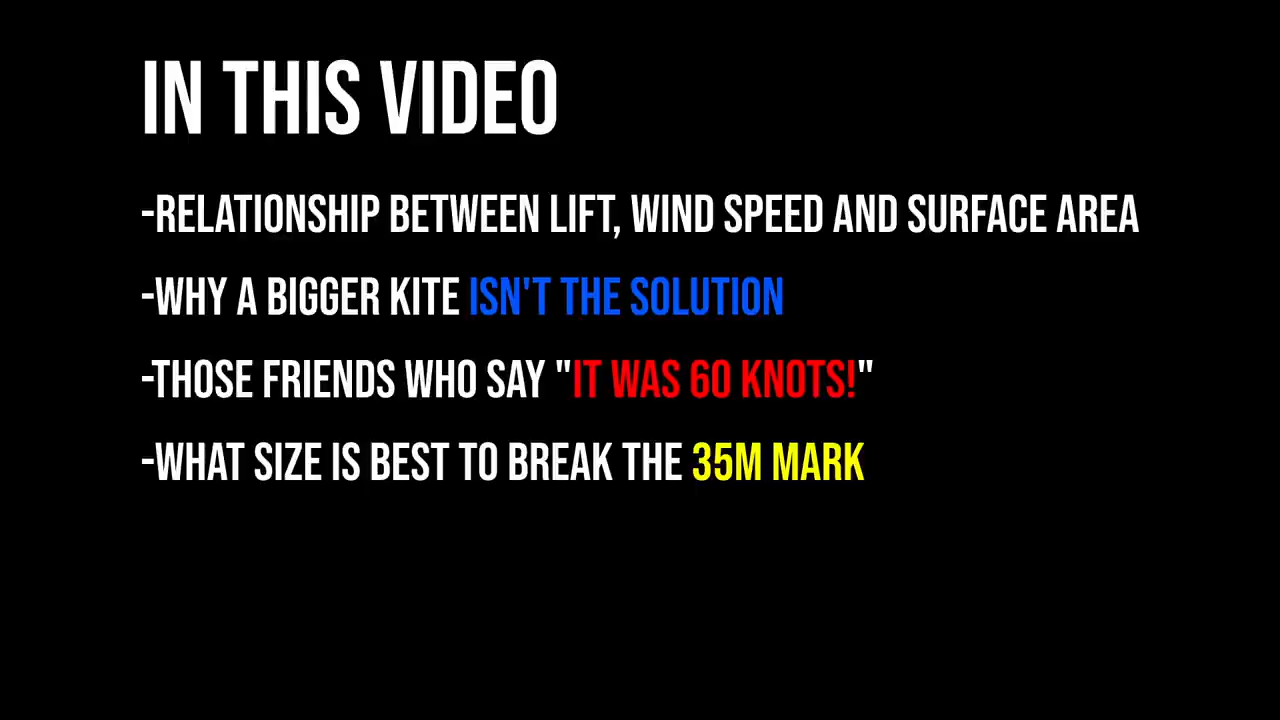 IN THIS VIDEO
-RELATIONSHIP BETWEEN LIFT, WIND SPEED AND SURFACE AREA
-WHY A BIGGER KITE ISN'T THE SOLUTION
-THOSE FRIENDS WHO SAY "IT WAS 60 KNOTS!"
-WHAT SIZE IS BEST TO BREAK THE 35M MARK